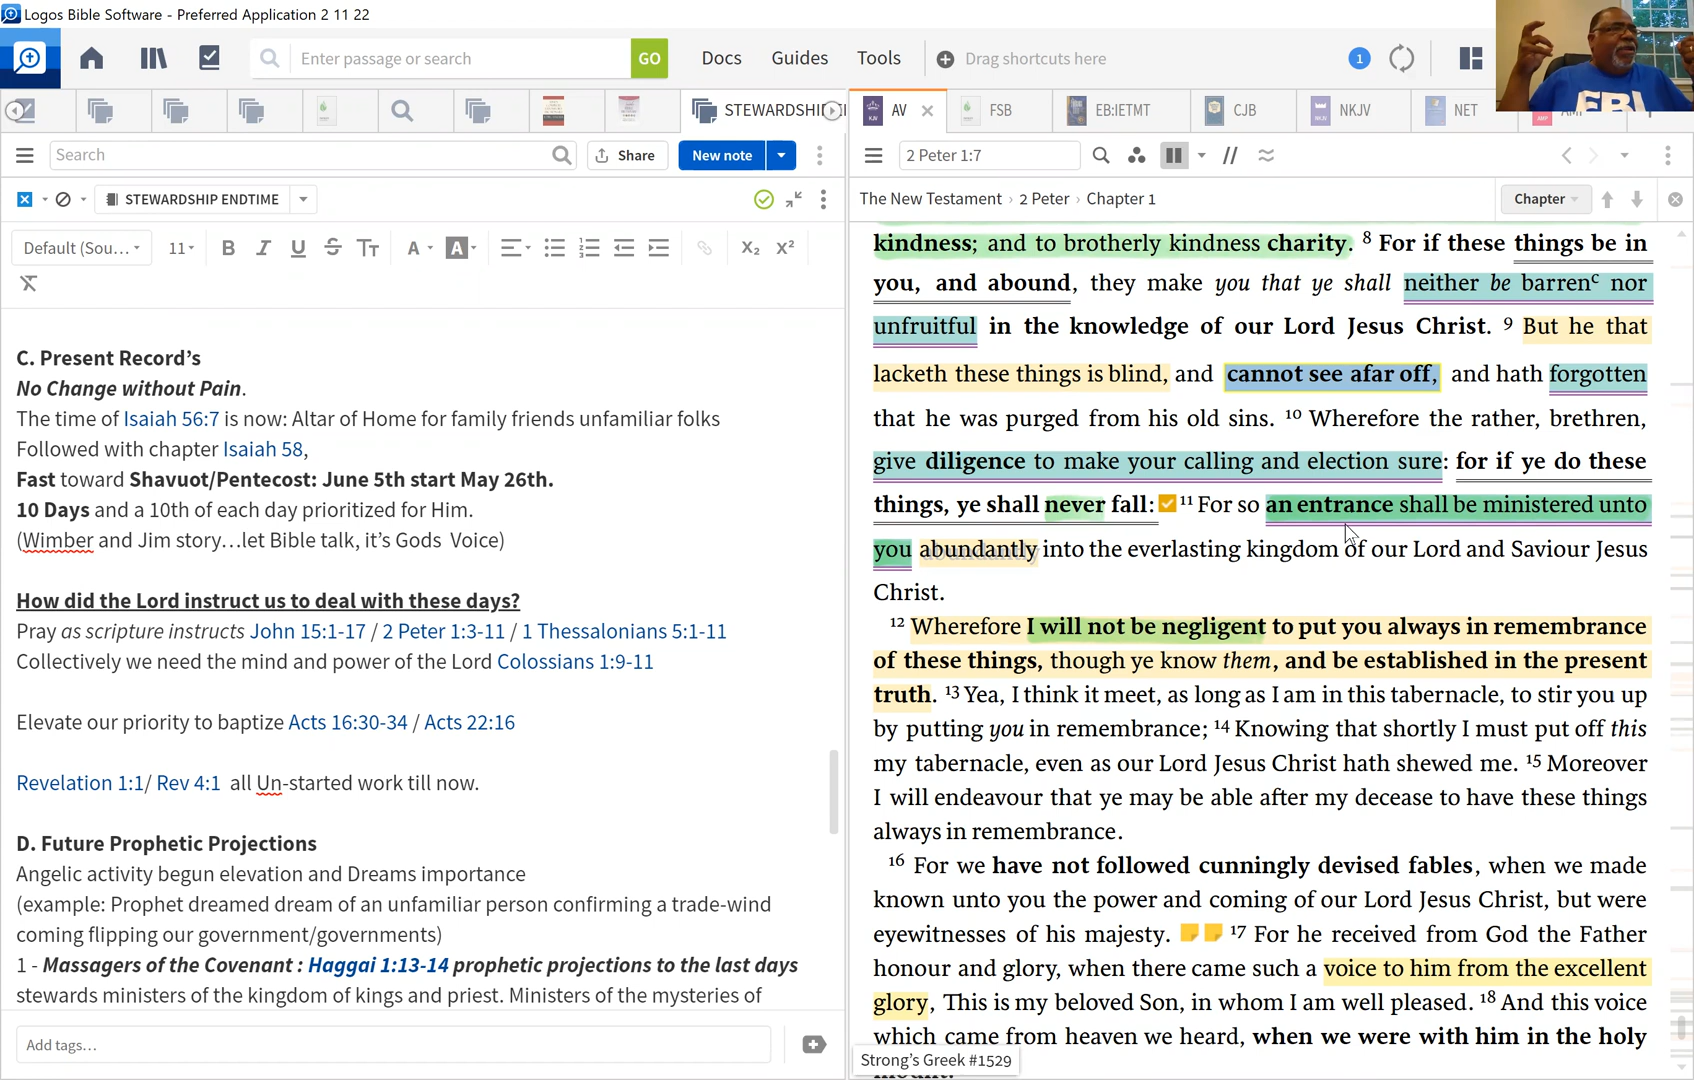 Logos Bible Software - Preferred Application 2 11 22
Enter passage or search
GO
Docs
Guides
Tools
Drag shortcuts here
1
STEWARDSHIP
AV
FSB
EB:IETMT
CJB
NKJV
NET
Search
Share
New note
2 Peter 1:7
STEWARDSHIP ENDTIME
The New Testament › 2 Peter › Chapter 1
Chapter
Default (Sou...
11
B I U S TT A A X₂ X²
C. Present Record’s
No Change without Pain.
The time of Isaiah 56:7 is now: Altar of Home for family friends unfamiliar folks
Followed with chapter Isaiah 58,
Fast toward Shavuot/Pentecost: June 5th start May 26th.
10 Days and a 10th of each day prioritized for Him.
(Wimber and Jim story…let Bible talk, it’s Gods Voice)
How did the Lord instruct us to deal with these days?
Pray as scripture instructs John 15:1-17 / 2 Peter 1:3-11 / 1 Thessalonians 5:1-11
Collectively we need the mind and power of the Lord Colossians 1:9-11
Elevate our priority to baptize Acts 16:30-34 / Acts 22:16
Revelation 1:1/ Rev 4:1 all Un-started work till now.
D. Future Prophetic Projections
Angelic activity begun elevation and Dreams importance
(example: Prophet dreamed dream of an unfamiliar person confirming a trade-wind
coming flipping our government/governments)
1 - Massagers of the Covenant : Haggai 1:13-14 prophetic projections to the last days
stewards ministers of the kingdom of kings and priest. Ministers of the mysteries of
Add tags…
kindness; and to brotherly kindness charity. 8 For if these things be in
you, and abound, they make you that ye shall neither be barrenᶜ nor
unfruitful in the knowledge of our Lord Jesus Christ. 9 But he that
lacketh these things is blind, and cannot see afar off, and hath forgotten
that he was purged from his old sins. 10 Wherefore the rather, brethren,
give diligence to make your calling and election sure: for if ye do these
things, ye shall never fall: 11 For so an entrance shall be ministered unto
you abundantly into the everlasting kingdom of our Lord and Saviour Jesus
Christ.
12 Wherefore I will not be negligent to put you always in remembrance
of these things, though ye know them, and be established in the present
truth. 13 Yea, I think it meet, as long as I am in this tabernacle, to stir you up
by putting you in remembrance; 14 Knowing that shortly I must put off this
my tabernacle, even as our Lord Jesus Christ hath shewed me. 15 Moreover
I will endeavour that ye may be able after my decease to have these things
always in remembrance.
16 For we have not followed cunningly devised fables, when we made
known unto you the power and coming of our Lord Jesus Christ, but were
eyewitnesses of his majesty. 17 For he received from God the Father
honour and glory, when there came such a voice to him from the excellent
glory, This is my beloved Son, in whom I am well pleased. 18 And this voice
which came from heaven we heard, when we were with him in the holy
Strong’s Greek #1529